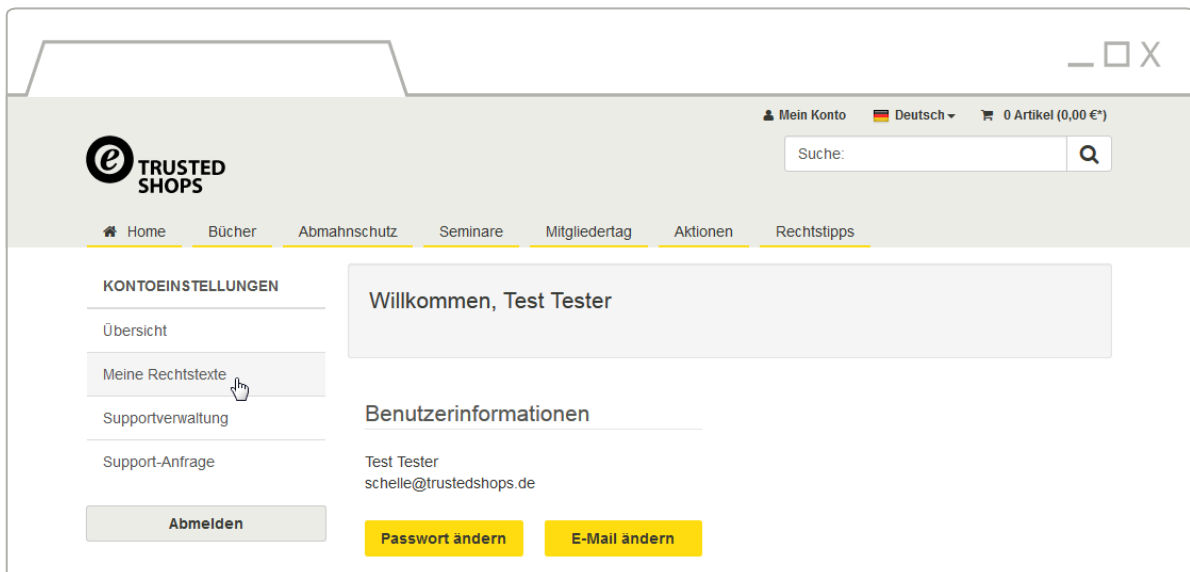 Mein Konto Deutsch 0 Artikel (0,00 €*)
e TRUSTED SHOPS
Suche:
Home Bücher Abmahnschutz Seminare Mitgliedertag Aktionen Rechtstipps
KONTOEINSTELLUNGEN
Übersicht
Meine Rechtstexte
Supportverwaltung
Support-Anfrage
Abmelden
Willkommen, Test Tester
Benutzerinformationen
Test Tester
schelle@trustedshops.de
Passwort ändern E-Mail ändern